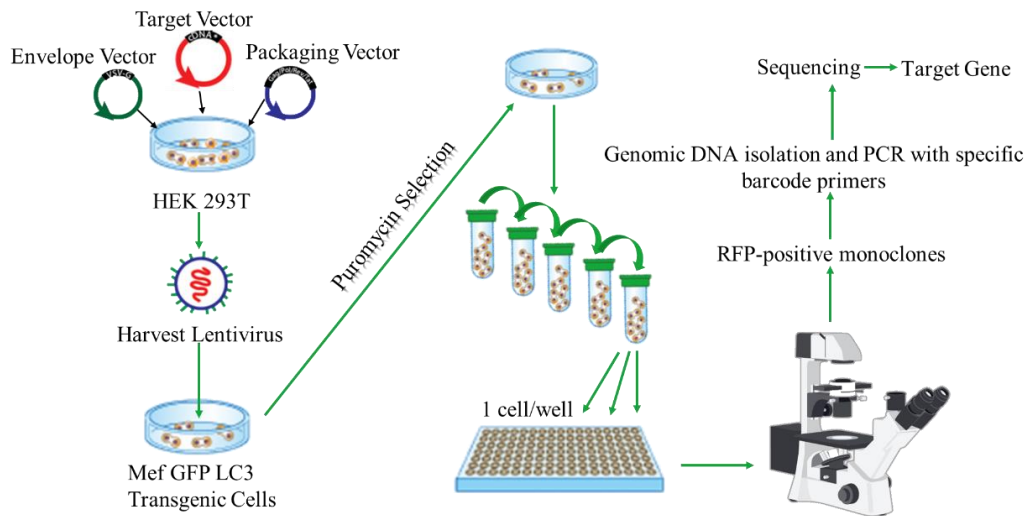 Target Vector
Envelope Vector
Packaging Vector
VSV-G
cDNA+
HEK 293T
Harvest Lentivirus
Mef GFP LC3
Transgenic Cells
Puromycin Selection
1 cell/well
Sequencing
Target Gene
Genomic DNA isolation and PCR with specific
barcode primers
RFP-positive monoclones